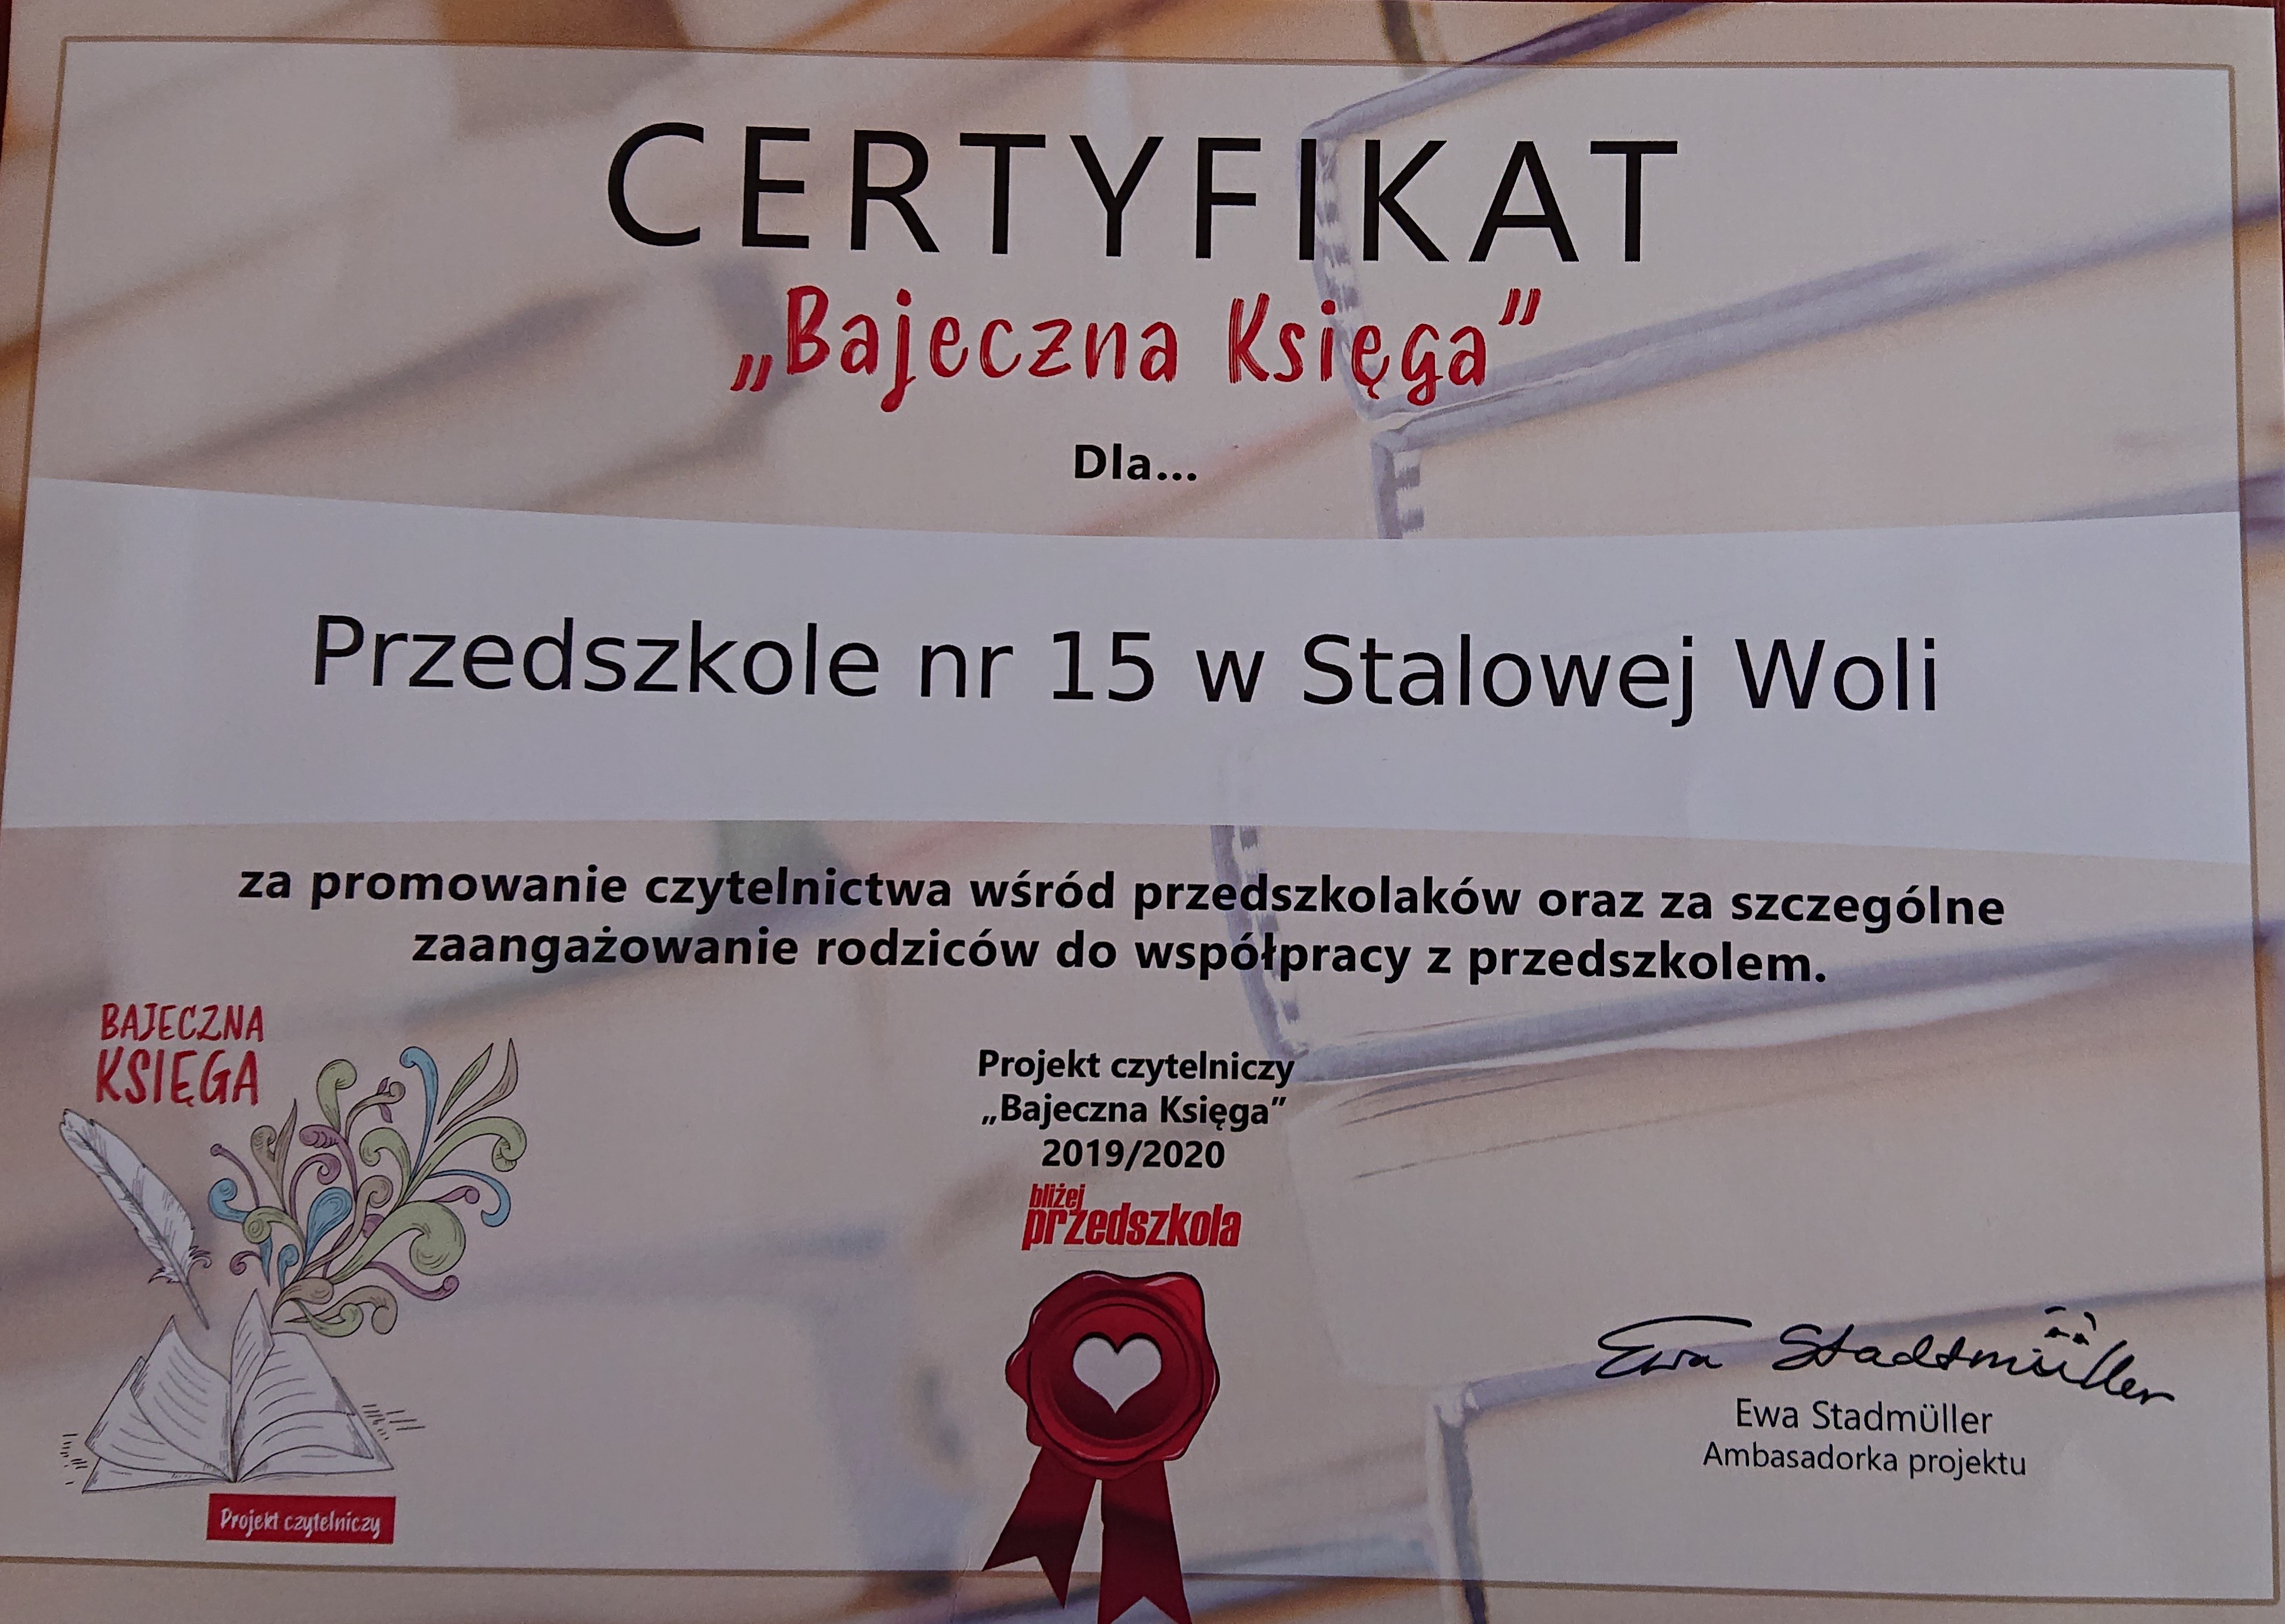 CERTYFIKAT
„Bajeczna Księga”
Dla...
Przedszkole nr 15 w Stalowej Woli
za promowanie czytelnictwa wśród przedszkolaków oraz za szczególne
zaangażowanie rodziców do współpracy z przedszkolem.
BAJECZNA
KSIĘGA
Projekt czytelniczy
Projekt czytelniczy
„Bajeczna Księga”
2019/2020
bliżej
przedszkola
Ewa Stadtmüller
Ewa Stadmüller
Ambasadorka projektu